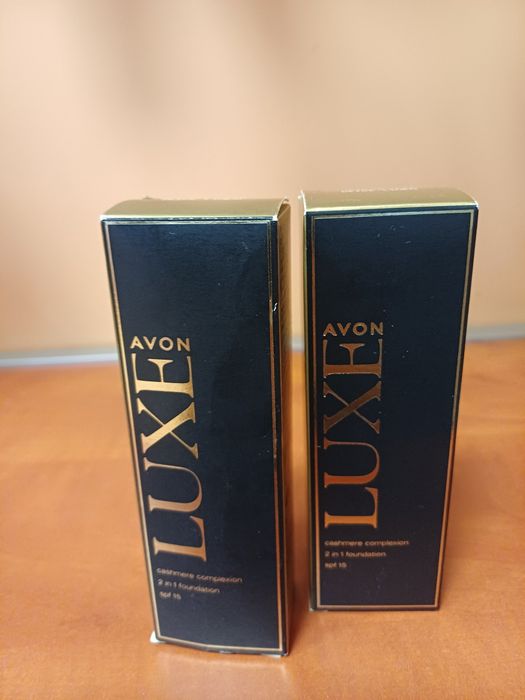 AVON
LUXE
cashmere complexion
2 in 1 foundation
spf 15
AVON
LUXE
cashmere complexion
2 in 1 foundation
spf 15